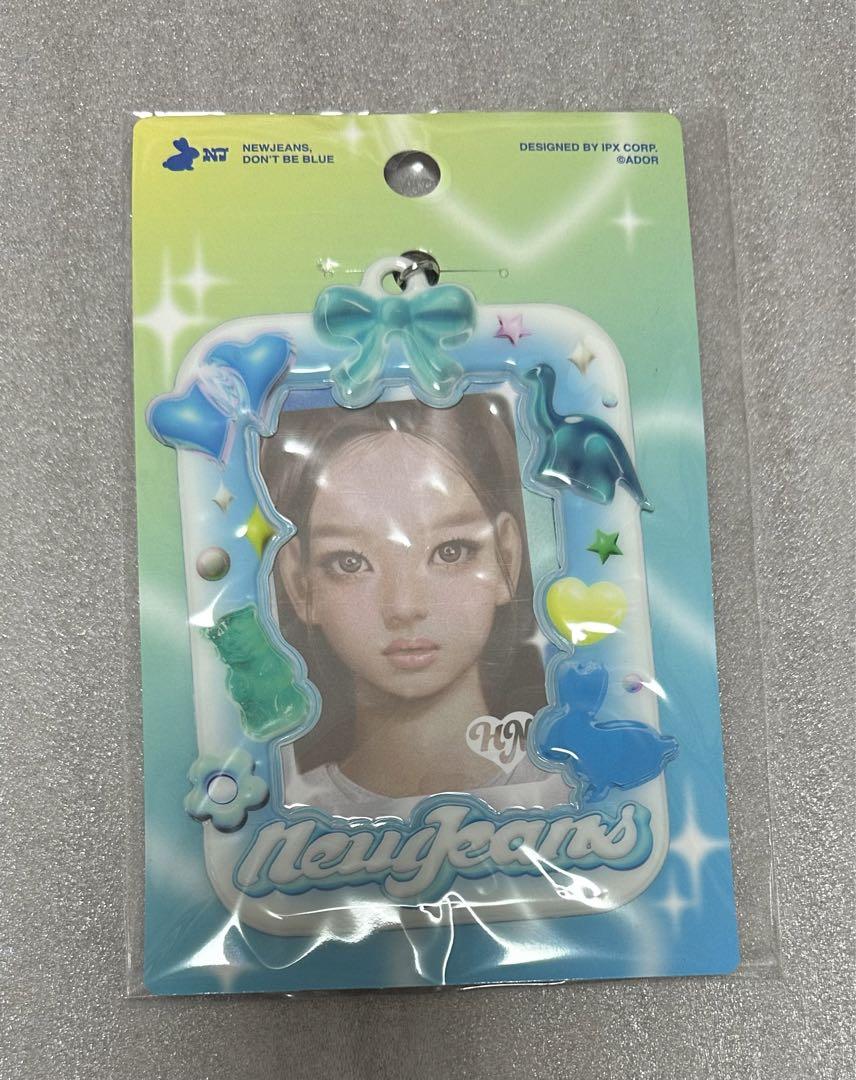 NJ
NEWJEANS,
DON'T BE BLUE
DESIGNED BY IPX CORP.
©ADOR
HN
NewJeans